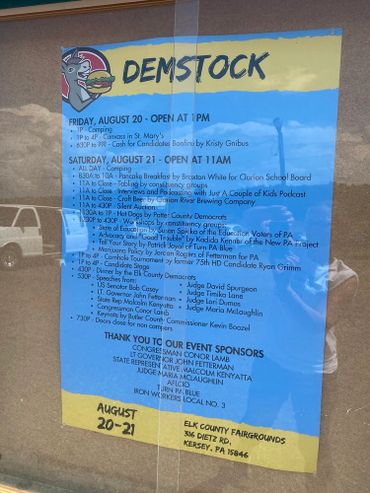 DEMSTOCK
FRIDAY, AUGUST 20 - OPEN AT 1PM
• 1P - Camping
• 1P to 4P - Canvass in St. Mary's
• 630P to PP - Cash for Candidates Bonfire by Kristy Gnibus
SATURDAY, AUGUST 21 - OPEN AT 11AM
• ALL DAY - Camping
• 830A to 10A - Pancake Breakfast by Braxton White for Clarion School Board
• 11A to Close - Tabling by constituency groups
• 11A to Close - Interviews and Podcasting with Just A Couple of Kids Podcast
• 11A to Close - Craft Beer by Clarion River Brewing Company
• 11A to 430P - Silent Auction
• 1130A to 1P - Hot Dogs by Potter County Democrats
• 1230P to 430P - Workshops by constituency groups
State of Education by Susan Spicka of the Education Voters of PA
Advocacy and "Good Trouble" by Kadida Kenner of the New PA Project
Tell Your Story by Patrick Joyal of Turn PA Blue
Marijuana Policy by Jordan Rogers of Fetterman for PA
• 1P to 4P - Cornhole Tournament by former 75th HD Candidate Ryan Grimm
• 1P to 4P - Candidate Stage
• 430P - Dinner by the Elk County Democrats
• 530P - Speeches from:
US Senator Bob Casey
LT. Governor John Fetterman
State Rep Malcolm Kenyatta
Congressman Conor Lamb
• Judge David Spurgeon
• Judge Timika Lane
• Judge Lori Dumas
• Judge Maria McLaughlin
Keynote by Butler County Commissioner Kevin Boozel
• 730P - Doors close for non campers
THANK YOU TO OUR EVENT SPONSORS
CONGRESSMAN CONOR LAMB
LT GOVERNOR JOHN FETTERMAN
STATE REPRESENTATIVE MALCOLM KENYATTA
JUDGE MARIA MCLAUGHLIN
AFLCIO
TURN PA BLUE
IRON WORKERS LOCAL NO. 3
AUGUST
20-21
ELK COUNTY FAIRGROUNDS
316 DIETZ RD,
KERSEY, PA 15846